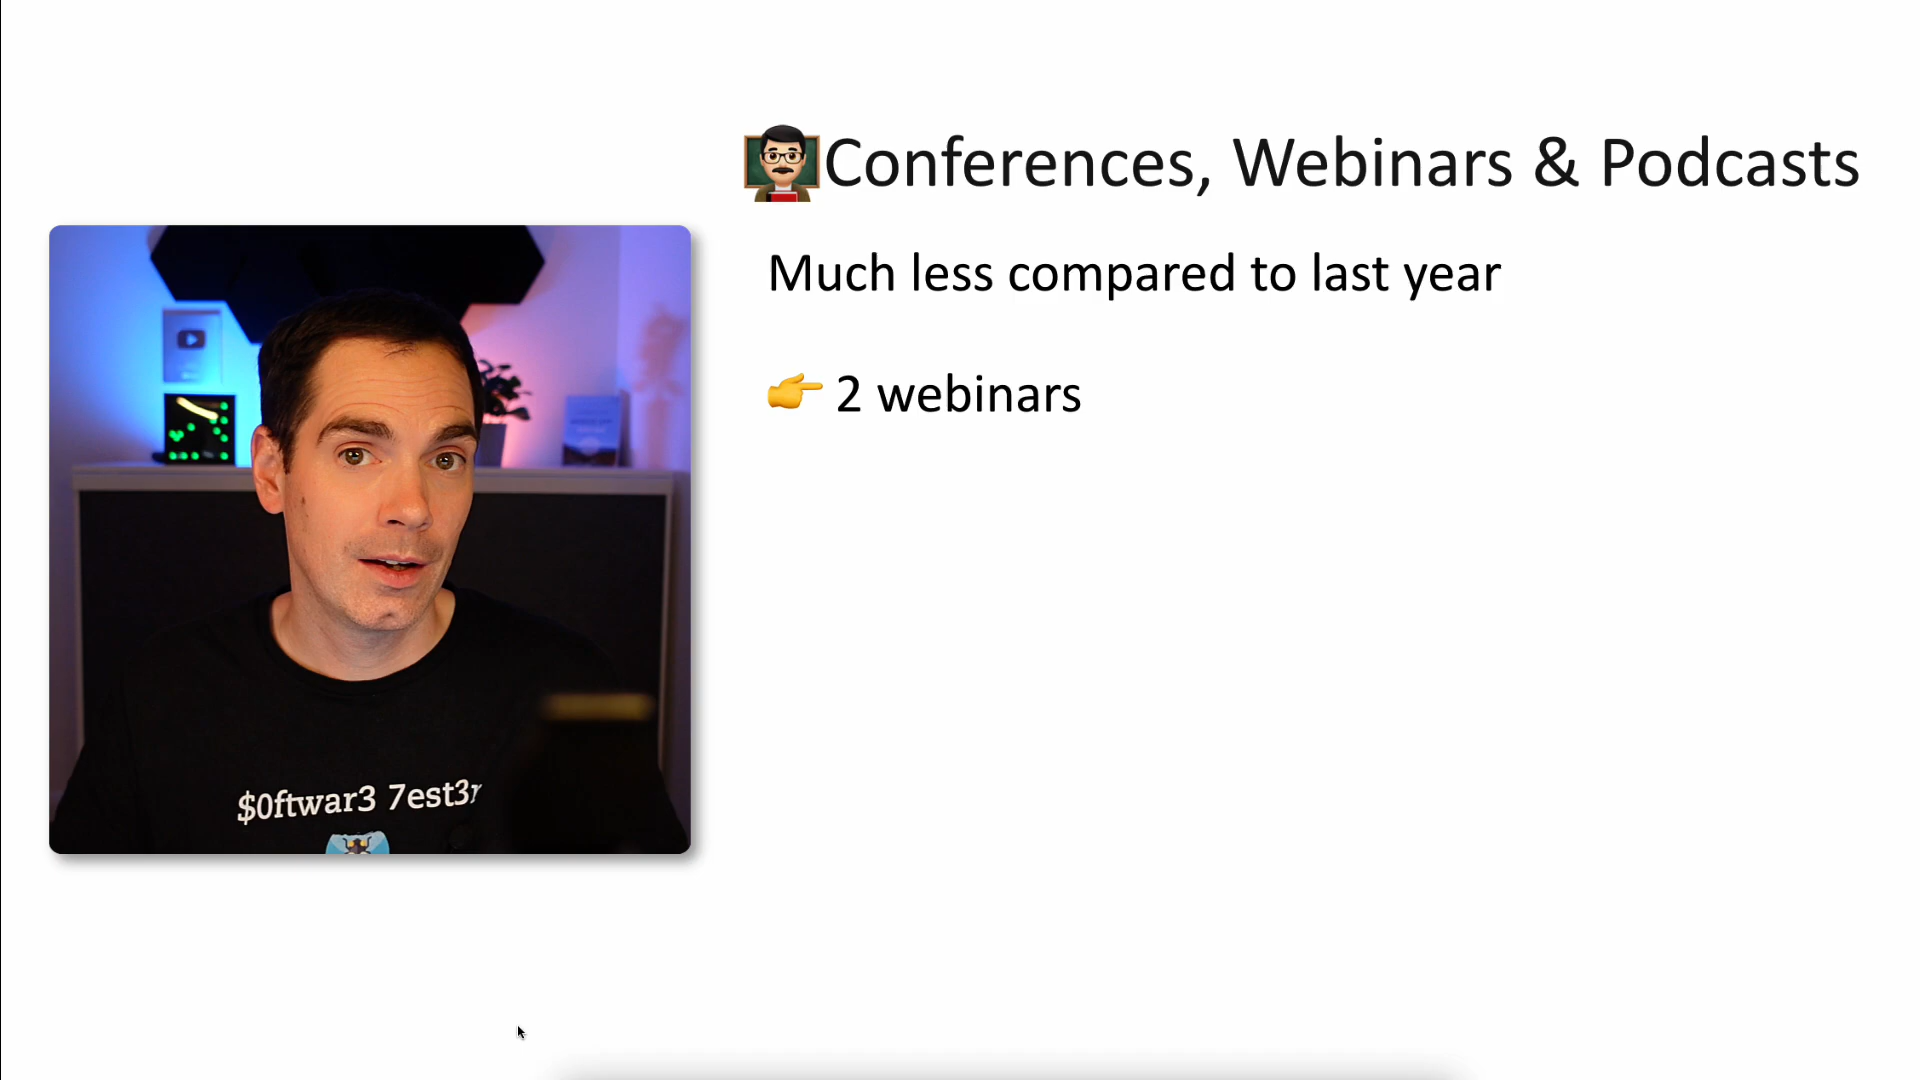 Conferences, Webinars & Podcasts
Much less compared to last year
👉 2 webinars
$0ftwar3 7est3r